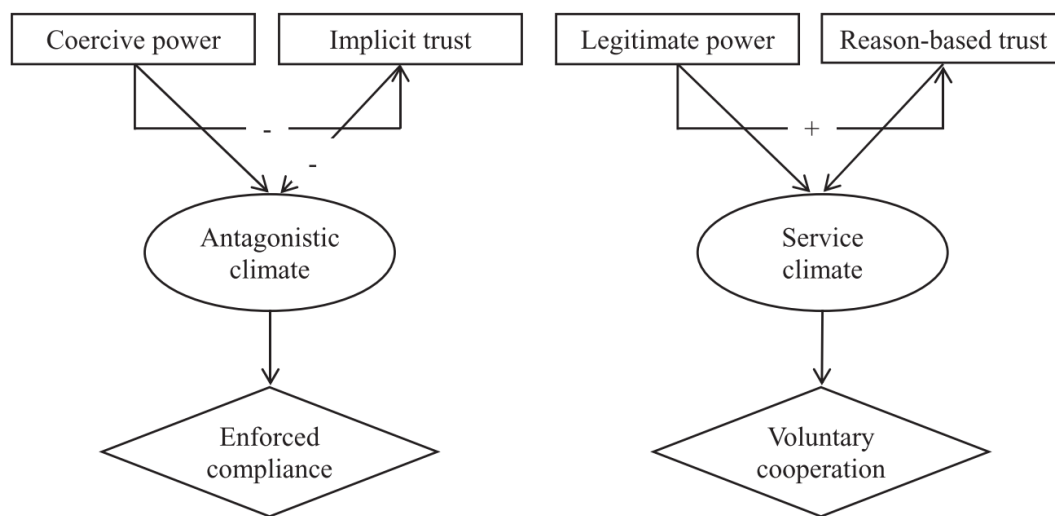 Coercive power
Implicit trust
Legitimate power
Reason-based trust
-
+
-
Antagonistic
climate
Service
climate
Enforced
compliance
Voluntary
cooperation